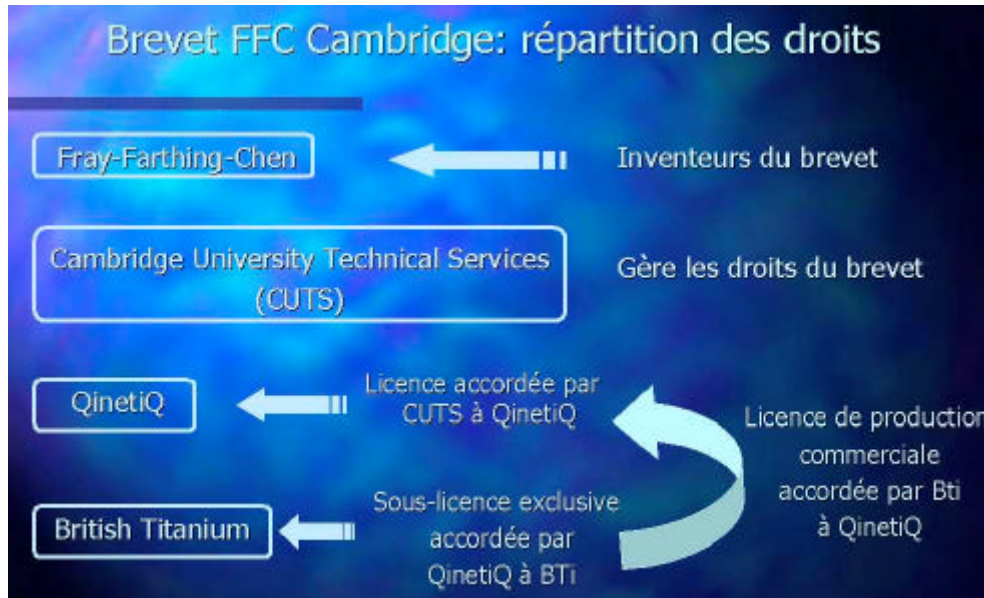 Brevet FFC Cambridge: répartition des droits
Fray-Farthing-Chen
Inventeurs du brevet
Cambridge University Technical Services
(CUTS)
Gère les droits du brevet
QinetiQ
Licence accordée par
CUTS à QinetiQ
Licence de production
commerciale
accordée par Bti
à QinetiQ
British Titanium
Sous-licence exclusive
accordée par
QinetiQ à BTi